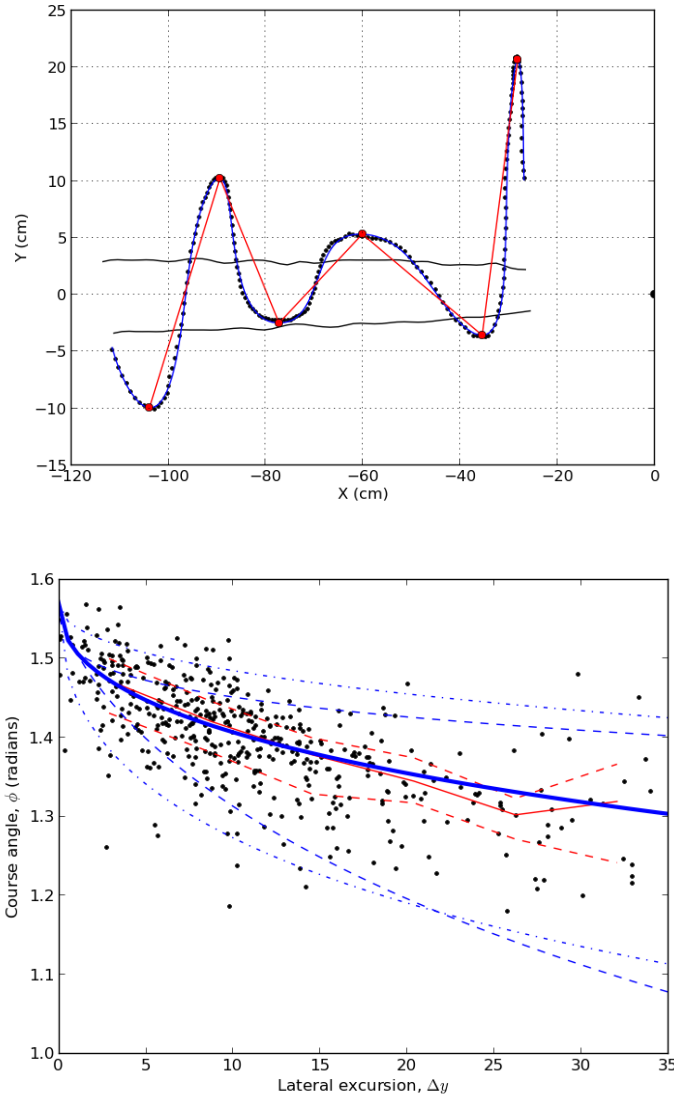 25
20
15
10
5
0
−5
−10
−15
Y (cm)
−120 −100 −80 −60 −40 −20 0
X (cm)
1.6
1.5
1.4
1.3
1.2
1.1
1.0
Course angle, ϕ (radians)
0 5 10 15 20 25 30 35
Lateral excursion, Δy